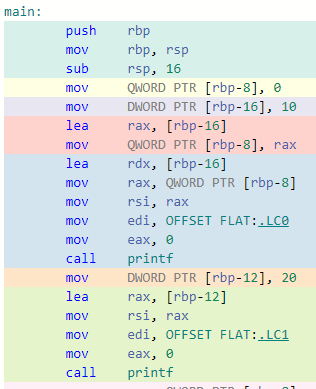 main:
push rbp
mov rbp, rsp
sub rsp, 16
mov QWORD PTR [rbp-8], 0
mov DWORD PTR [rbp-16], 10
lea rax, [rbp-16]
mov QWORD PTR [rbp-8], rax
lea rdx, [rbp-16]
mov rax, QWORD PTR [rbp-8]
mov rsi, rax
mov edi, OFFSET FLAT:.LC0
mov eax, 0
call printf
mov DWORD PTR [rbp-12], 20
lea rax, [rbp-12]
mov rsi, rax
mov edi, OFFSET FLAT:.LC1
mov eax, 0
call printf